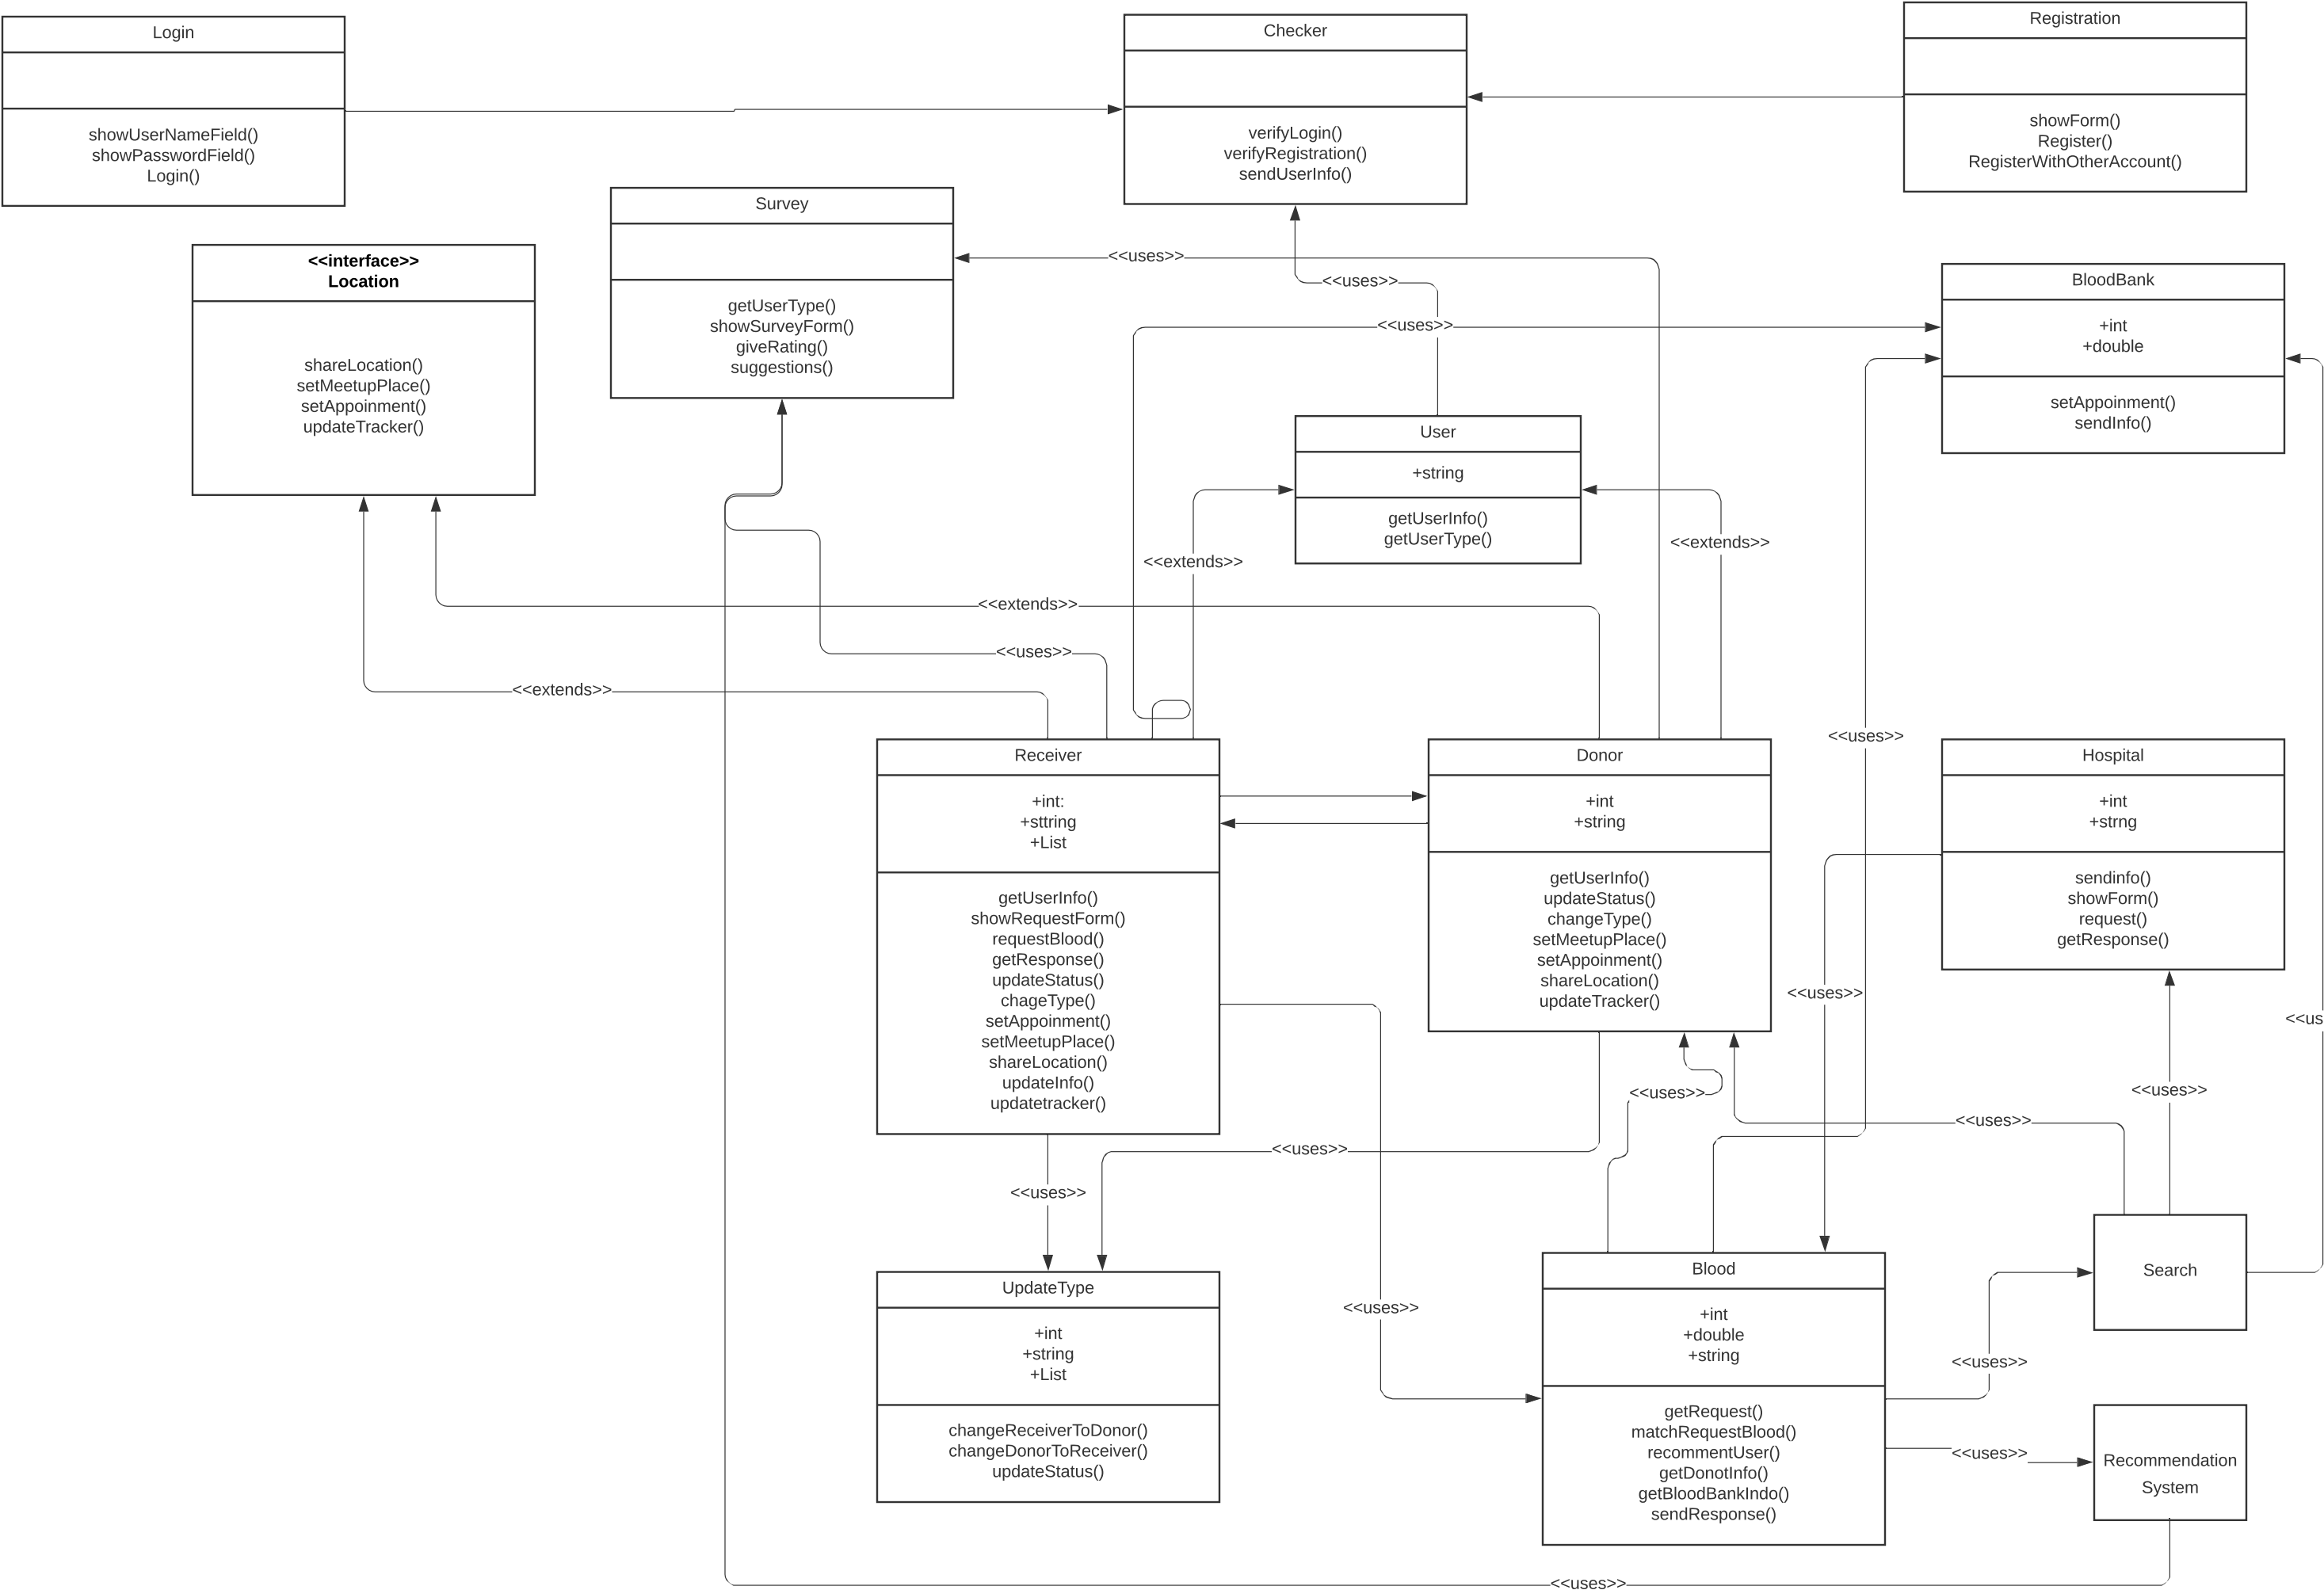 Login
showUserNameField()
showPasswordField()
Login()
Checker
verifyLogin()
verifyRegistration()
sendUserInfo()
Registration
showForm()
Register()
RegisterWithOtherAccount()
Survey
getUserType()
showSurveyForm()
giveRating()
suggestions()
<<interface>>
Location
shareLocation()
setMeetupPlace()
setAppoinment()
updateTracker()
<<uses>>
<<uses>>
<<uses>>
BloodBank
+int
+double
setAppoinment()
sendInfo()
User
+string
getUserInfo()
getUserType()
<<extends>>
<<extends>>
<<extends>>
<<uses>>
<<extends>>
<<uses>>
Receiver
+int:
+sttring
+List
getUserInfo()
showRequestForm()
requestBlood()
getResponse()
updateStatus()
chageType()
setAppoinment()
setMeetupPlace()
shareLocation()
updateInfo()
updatetracker()
Donor
+int
+string
getUserInfo()
updateStatus()
changeType()
setMeetupPlace()
setAppoinment()
shareLocation()
updateTracker()
Hospital
+int
+strng
sendinfo()
showForm()
request()
getResponse()
<<uses>>
<<us
<<uses>>
<<uses>>
<<uses>>
<<uses>>
<<uses>>
<<uses>>
UpdateType
+int
+string
+List
changeReceiverToDonor()
changeDonorToReceiver()
updateStatus()
Blood
+int
+double
+string
getRequest()
matchRequestBlood()
recommentUser()
getDonotInfo()
getBloodBankIndo()
sendResponse()
Search
<<uses>>
<<uses>>
Recommendation
System
<<uses>>